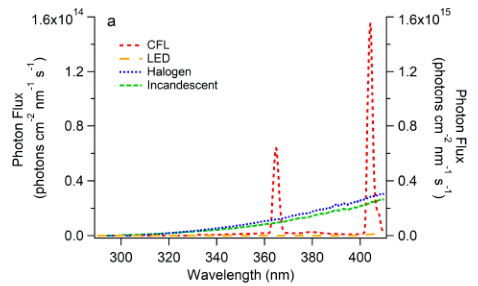 1.6x10^14
1.2
0.8
0.4
0.0
Photon Flux
(photons cm^-2 nm^-1 s^-1)
a
CFL
LED
Halogen
Incandescent
1.6x10^15
1.2
0.8
0.4
0.0
Photon Flux
(photons cm^-2 nm^-1 s^-1)
300 320 340 360 380 400
Wavelength (nm)